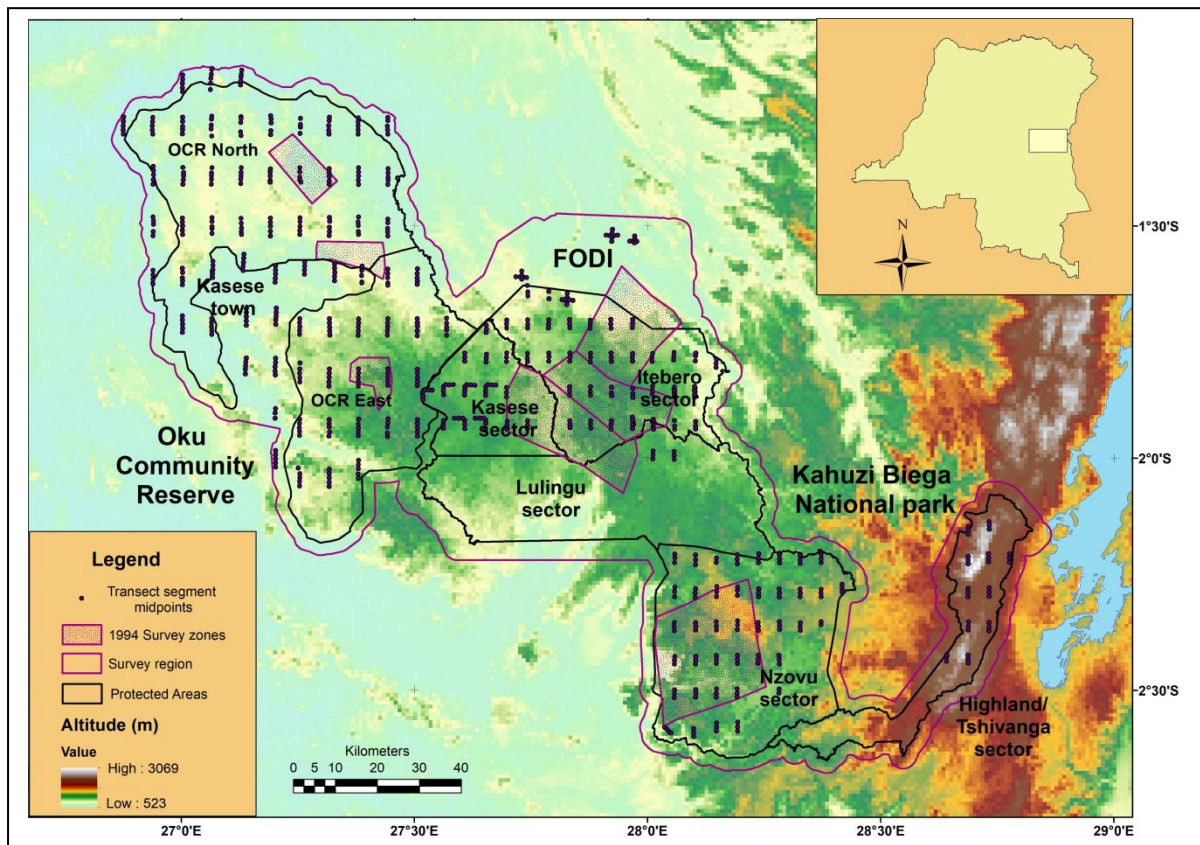 OCR North
Kasese
town
FODI
OCR East
Kasese
sector
Itebero
sector
Oku
Community
Reserve
Lulingu
sector
Kahuzi Biega
National park
Nzovu
sector
Highland/
Tshivanga
sector
N
1°30'S
2°0'S
2°30'S
Legend
Transect segment
midpoints
1994 Survey zones
Survey region
Protected Areas
Altitude (m)
Value
High : 3069
Low : 523
Kilometers
0 5 10 20 30 40
27°0'E 27°30'E 28°0'E 28°30'E 29°0'E